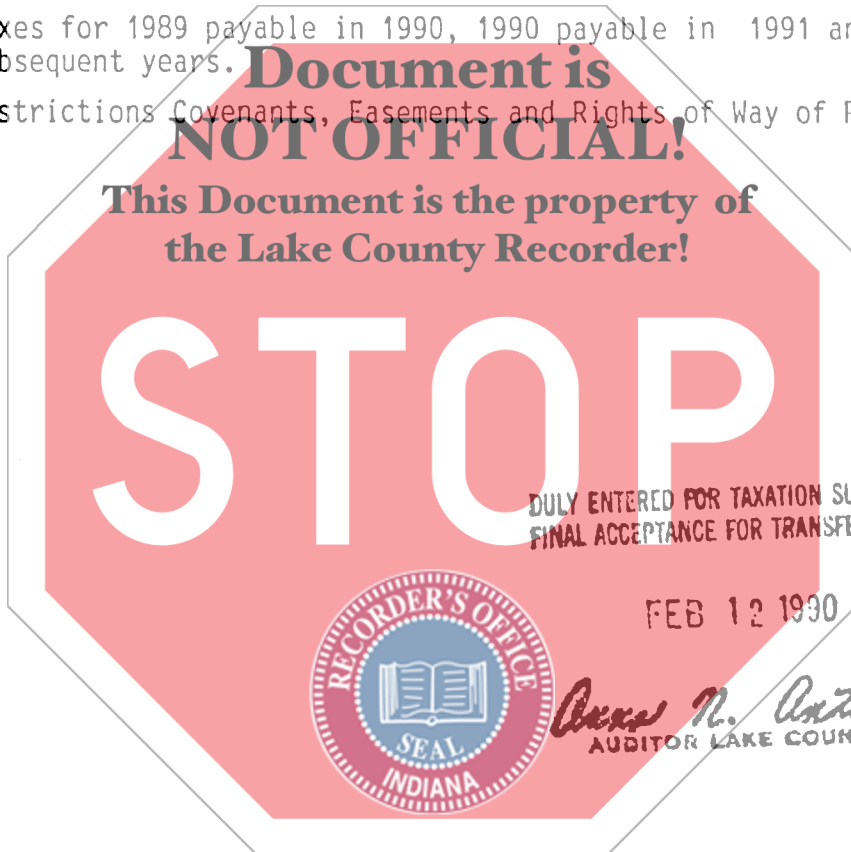 xes for 1989 payable in 1990, 1990 payable in 1991 an
bsequent years.
Document is
strictions Covenants, Easements and Rights of Way of
NOT OFFICIAL!
This Document is the property of
the Lake County Recorder!
STOP
DULY ENTERED FOR TAXATION SU
FINAL ACCEPTANCE FOR TRANSFE
FEB 12 1990
RECORDER'S OFFICE
Anna N.
SEAL
AUDITOR LAKE COUN
INDIANA